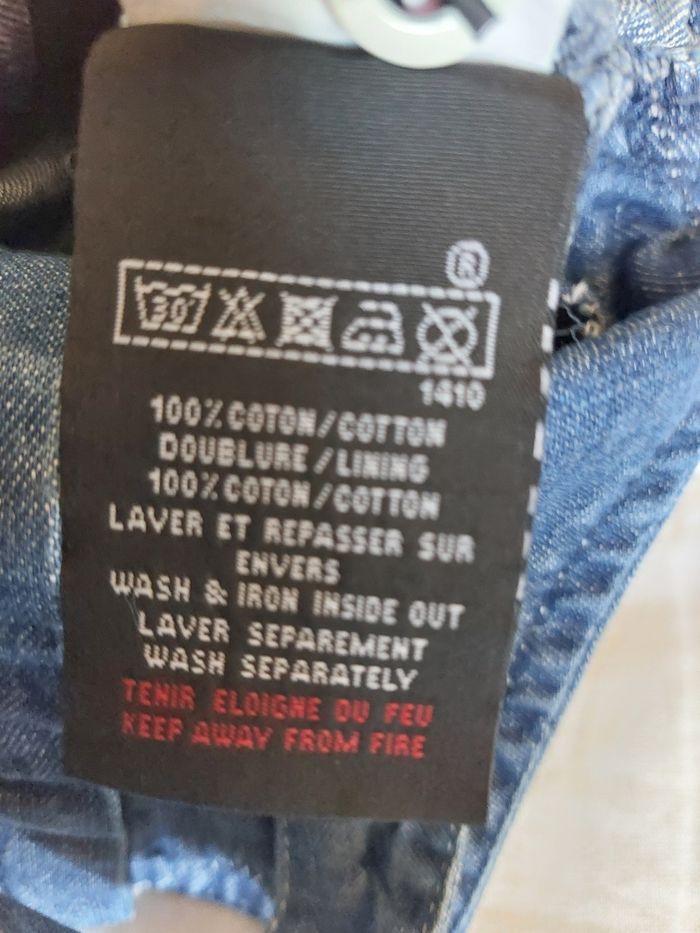 ®
30
1410
100% COTON/COTTON
DOUBLURE/LINING
100% COTON/COTTON
LAVER ET REPASSER SUR
ENVERS
WASH & IRON INSIDE OUT
LAVER SEPAREMENT
WASH SEPARATELY
TENIR ELOIGNE DU FEU
KEEP AWAY FROM FIRE